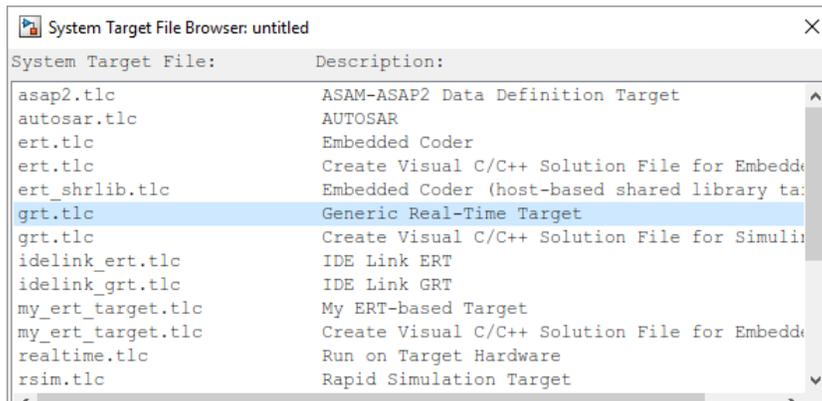 System Target File Browser: untitled
System Target File: Description:
asap2.tlc ASAM-ASAP2 Data Definition Target
autosar.tlc AUTOSAR
ert.tlc Embedded Coder
ert.tlc Create Visual C/C++ Solution File for Embedde
ert_shrlib.tlc Embedded Coder (host-based shared library ta
grt.tlc Generic Real-Time Target
grt.tlc Create Visual C/C++ Solution File for Simulin
idelink_ert.tlc IDE Link ERT
idelink_grt.tlc IDE Link GRT
my_ert_target.tlc My ERT-based Target
my_ert_target.tlc Create Visual C/C++ Solution File for Embedde
realtime.tlc Run on Target Hardware
rsim.tlc Rapid Simulation Target